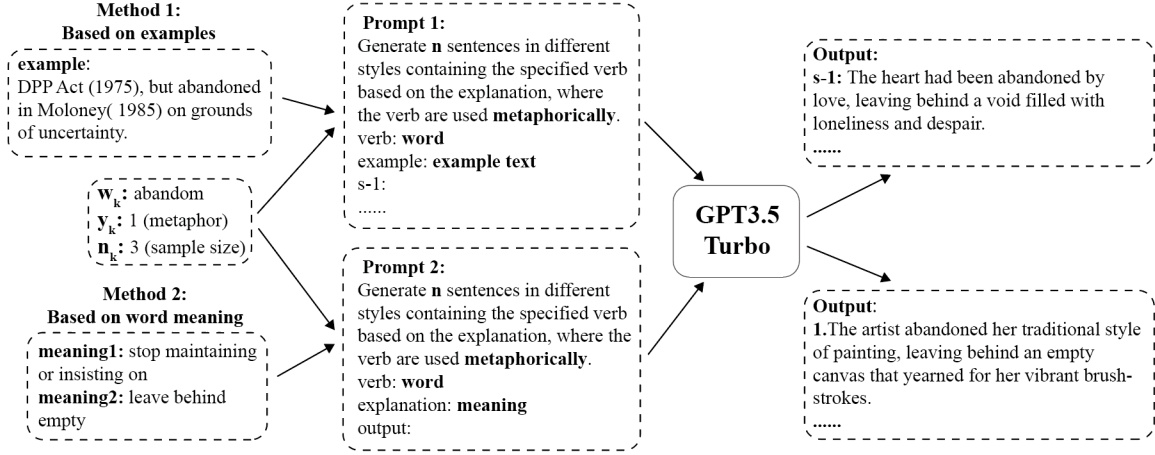 Method 1:
Based on examples
example:
DPP Act (1975), but abandoned
in Moloney( 1985) on grounds
of uncertainty.
w_k: abandom
y_k: 1 (metaphor)
n_k: 3 (sample size)
Method 2:
Based on word meaning
meaning1: stop maintaining
or insisting on
meaning2: leave behind
empty
Prompt 1:
Generate n sentences in different
styles containing the specified verb
based on the explanation, where
the verb are used metaphorically.
verb: word
example: example text
s-1:
......
Prompt 2:
Generate n sentences in different
styles containing the specified verb
based on the explanation, where the
verb are used metaphorically.
verb: word
explanation: meaning
output:
GPT3.5
Turbo
Output:
s-1: The heart had been abandoned by
love, leaving behind a void filled with
loneliness and despair.
......
Output:
1.The artist abandoned her traditional style
of painting, leaving behind an empty
canvas that yearned for her vibrant brush-
strokes.
......